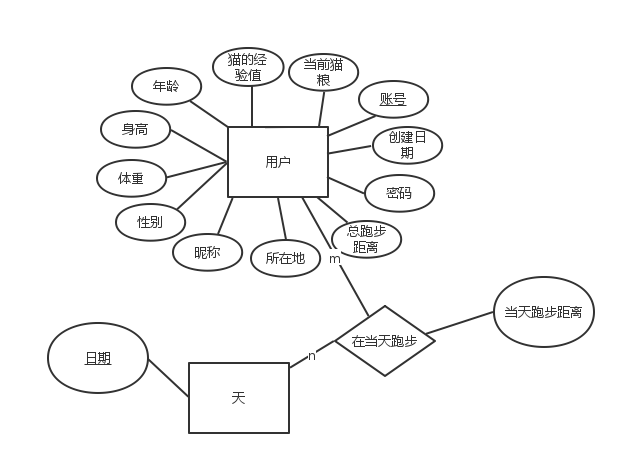 猫的经
验值
当前猫
粮
年龄
账号
身高
创建日
期
用户
体重
密码
性别
总跑步
距离
昵称
所在地
m
当天跑步距离
在当天跑步
n
日期
天